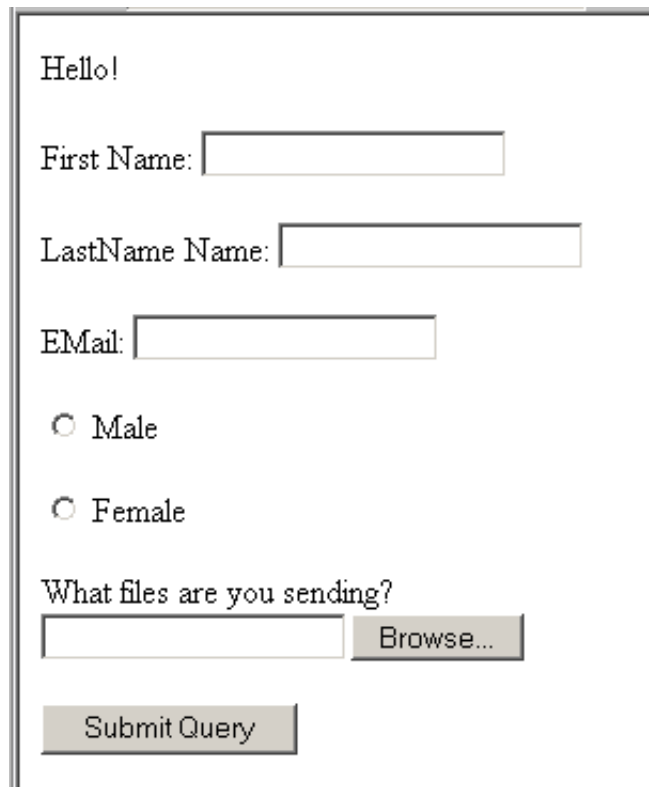 Hello!
First Name:
LastName Name:
EMail:
Male
Female
What files are you sending?
Browse...
Submit Query